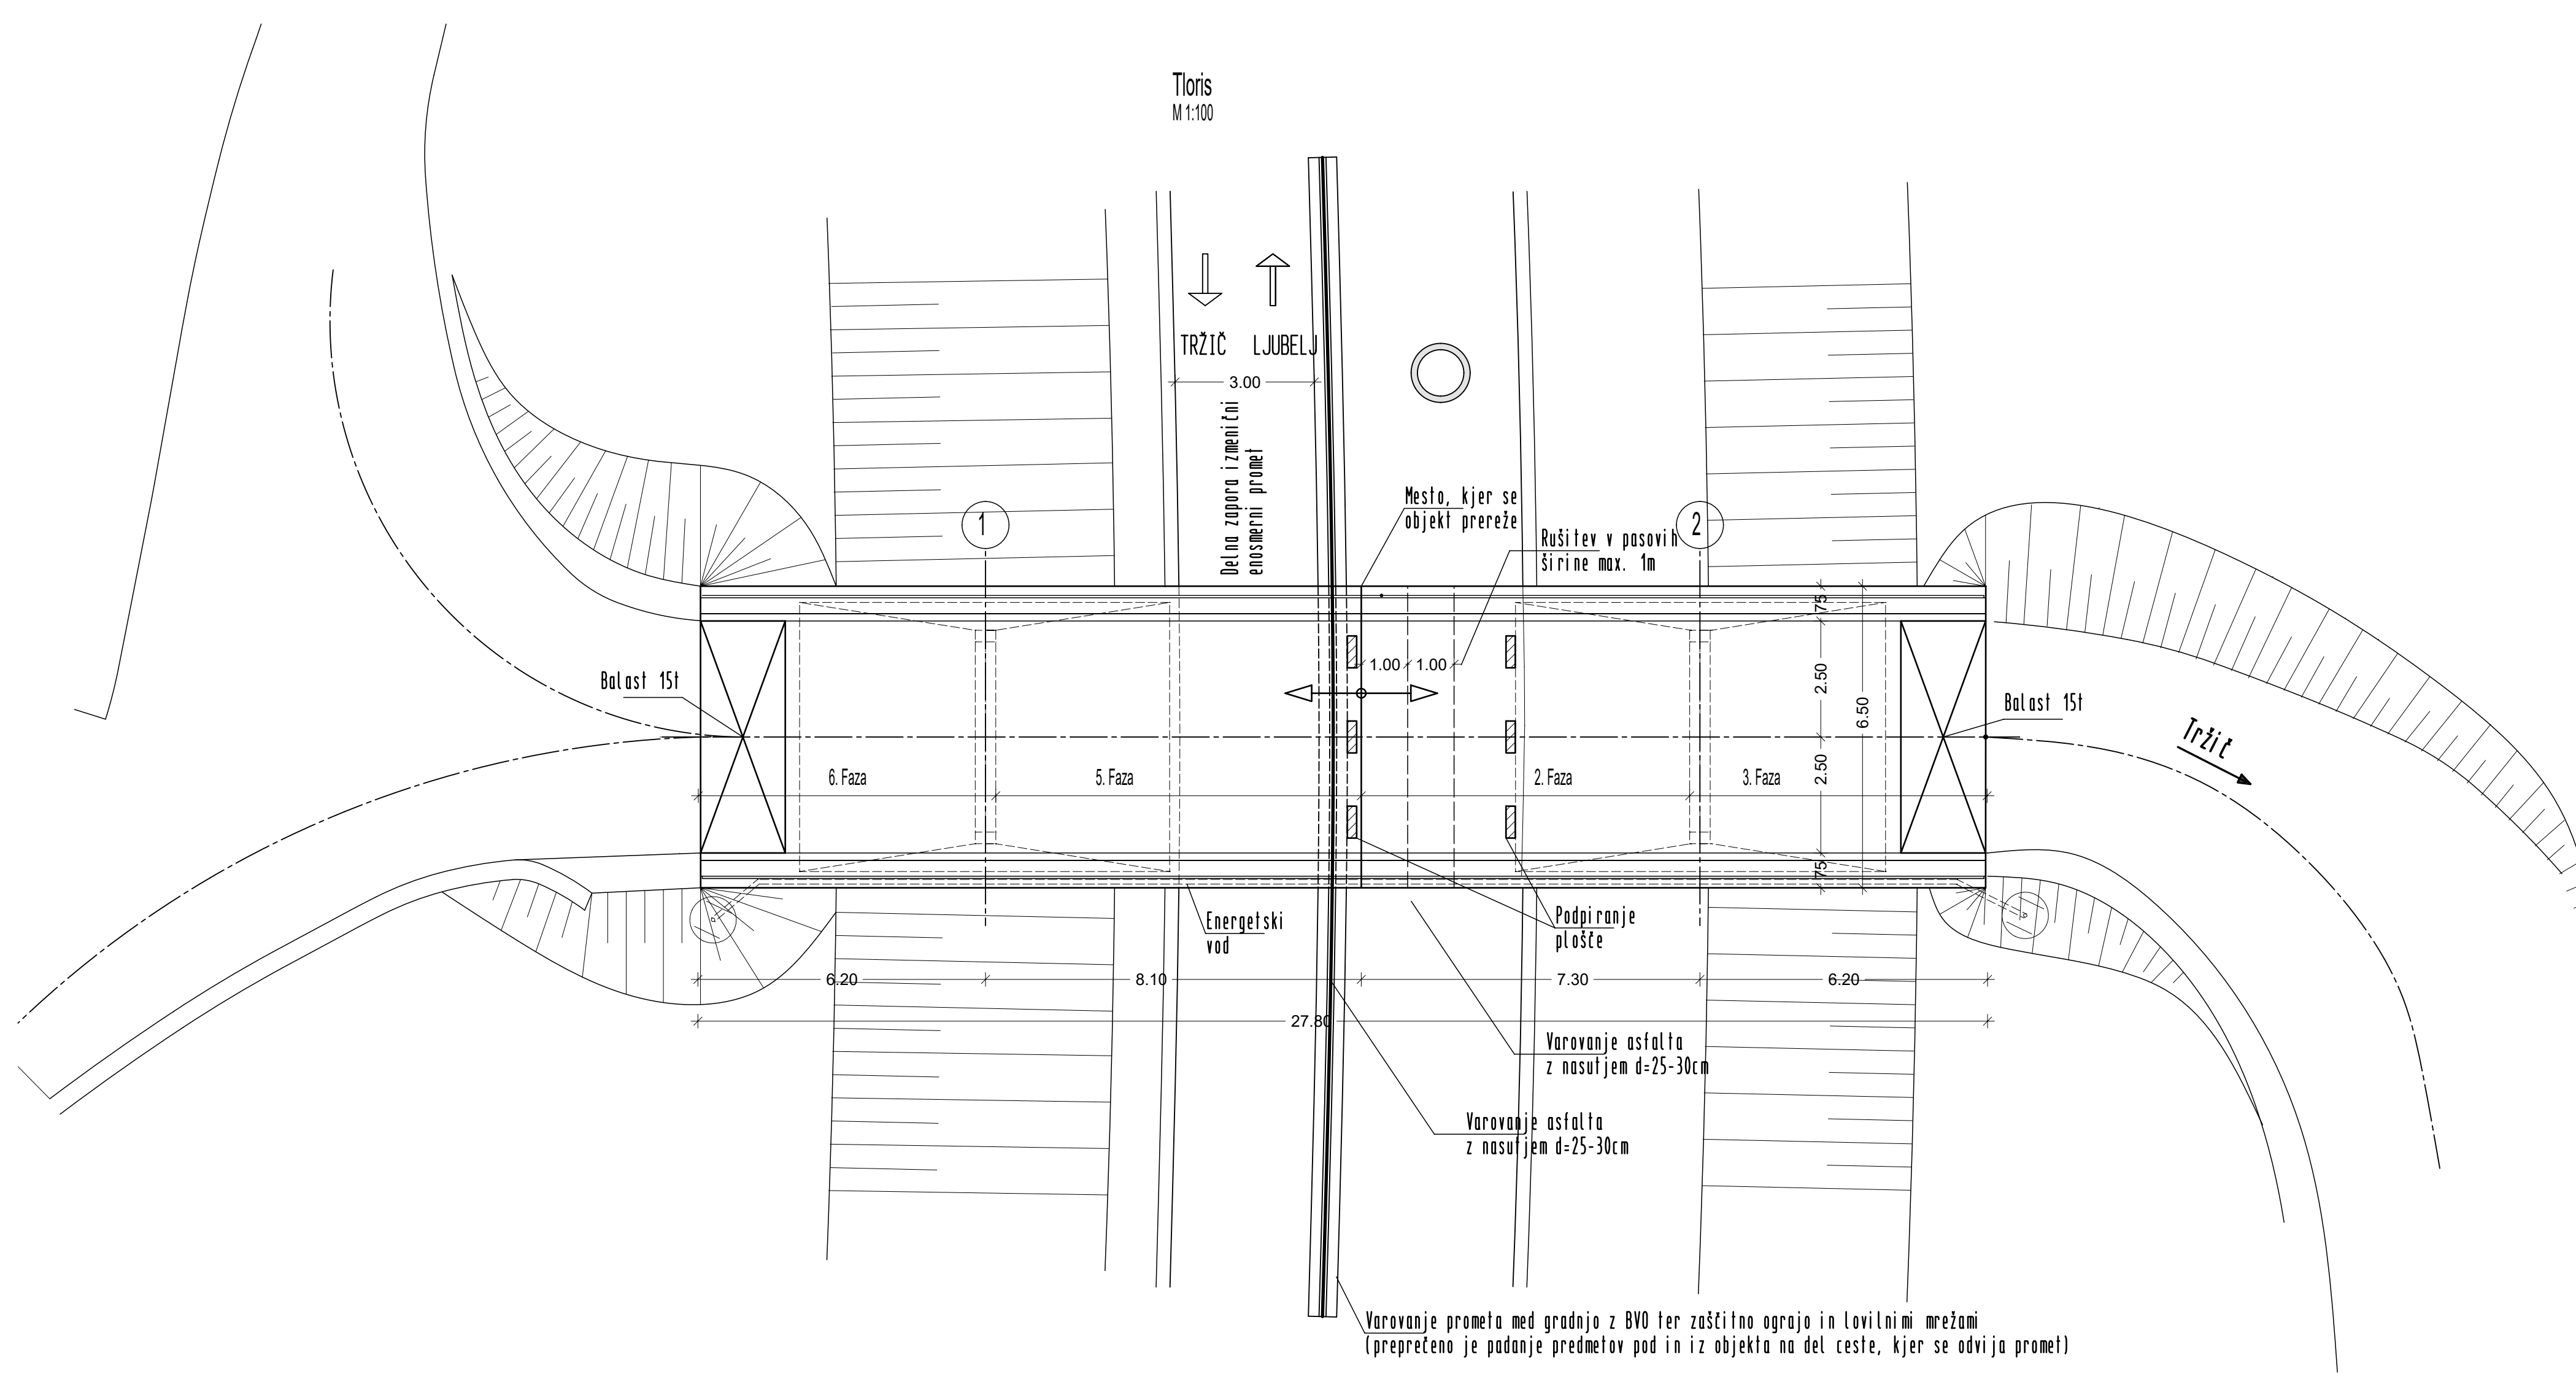 Tloris
M 1:100
TRŽIČ
LJUBELJ
3.00
Delna zapora izmenični
enosmerni promet
Mesto, kjer se
objekt prereže
Rušitev v pasovih
širine max. 1m
1
2
75
2.50
6.50
2.50
75
1.00
1.00
Balast 15t
Balast 15t
Tržič
6. Faza
5. Faza
2. Faza
3. Faza
Energetski
vod
Podpiranje
plošče
6.20
8.10
7.30
6.20
27.80
Varovanje asfalta
z nasutjem d=25-30cm
Varovanje asfalta
z nasutjem d=25-30cm
Varovanje prometa med gradnjo z BVO ter zaščitno ograjo in lovilnimi mrežami
(preprečeno je padanje predmetov pod in iz objekta na del ceste, kjer se odvija promet)